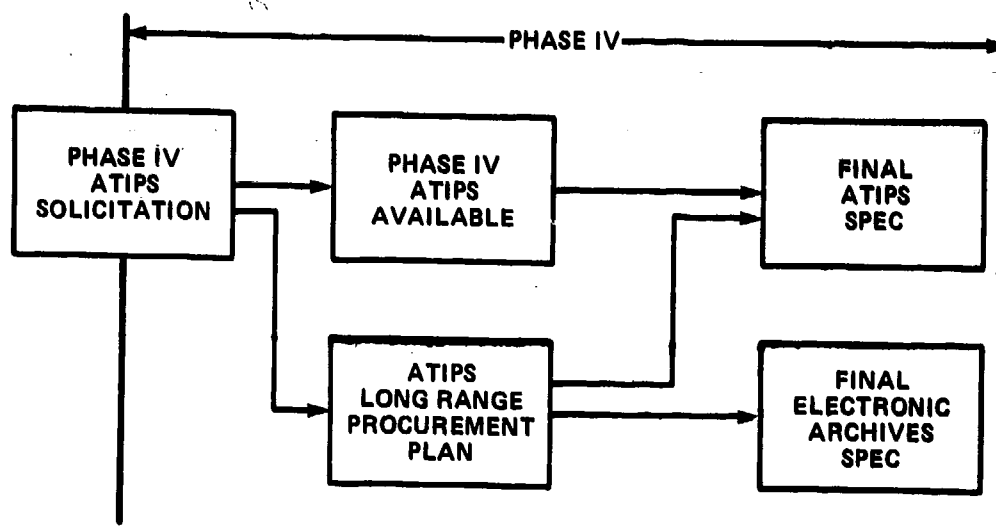 PHASE IV
PHASE IV
ATIPS
SOLICITATION
PHASE IV
ATIPS
AVAILABLE
FINAL
ATIPS
SPEC
ATIPS
LONG RANGE
PROCUREMENT
PLAN
FINAL
ELECTRONIC
ARCHIVES
SPEC